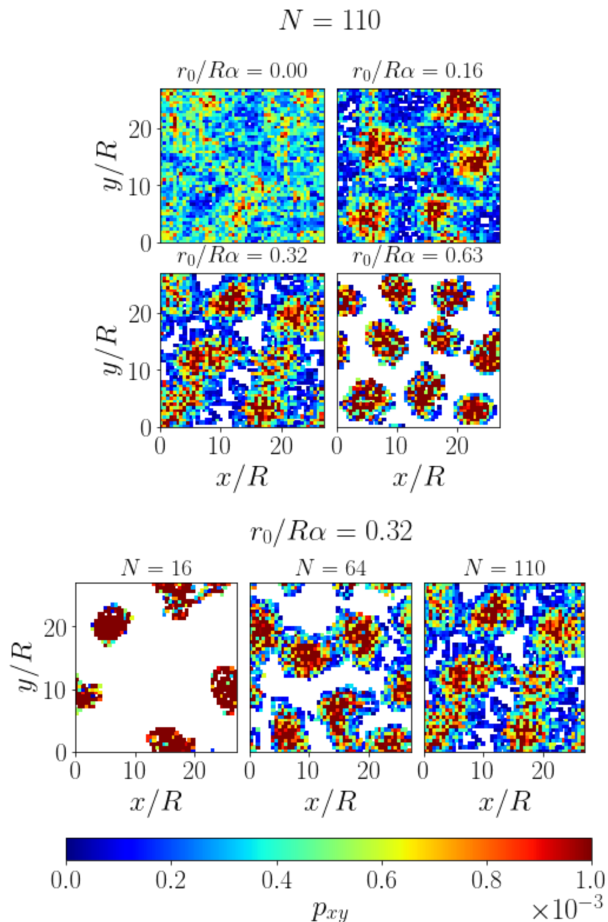 N = 110
r₀/Rα = 0.00 r₀/Rα = 0.16
y/R 20 10 0
r₀/Rα = 0.32 r₀/Rα = 0.63
y/R 20 10 0
0 10 20 0 10 20
x/R x/R
r₀/Rα = 0.32
N = 16 N = 64 N = 110
y/R 20 10 0
0 10 20 0 10 20 0 10 20
x/R x/R x/R
0.0 0.2 0.4 0.6 0.8 1.0
p_{xy} ×10⁻³